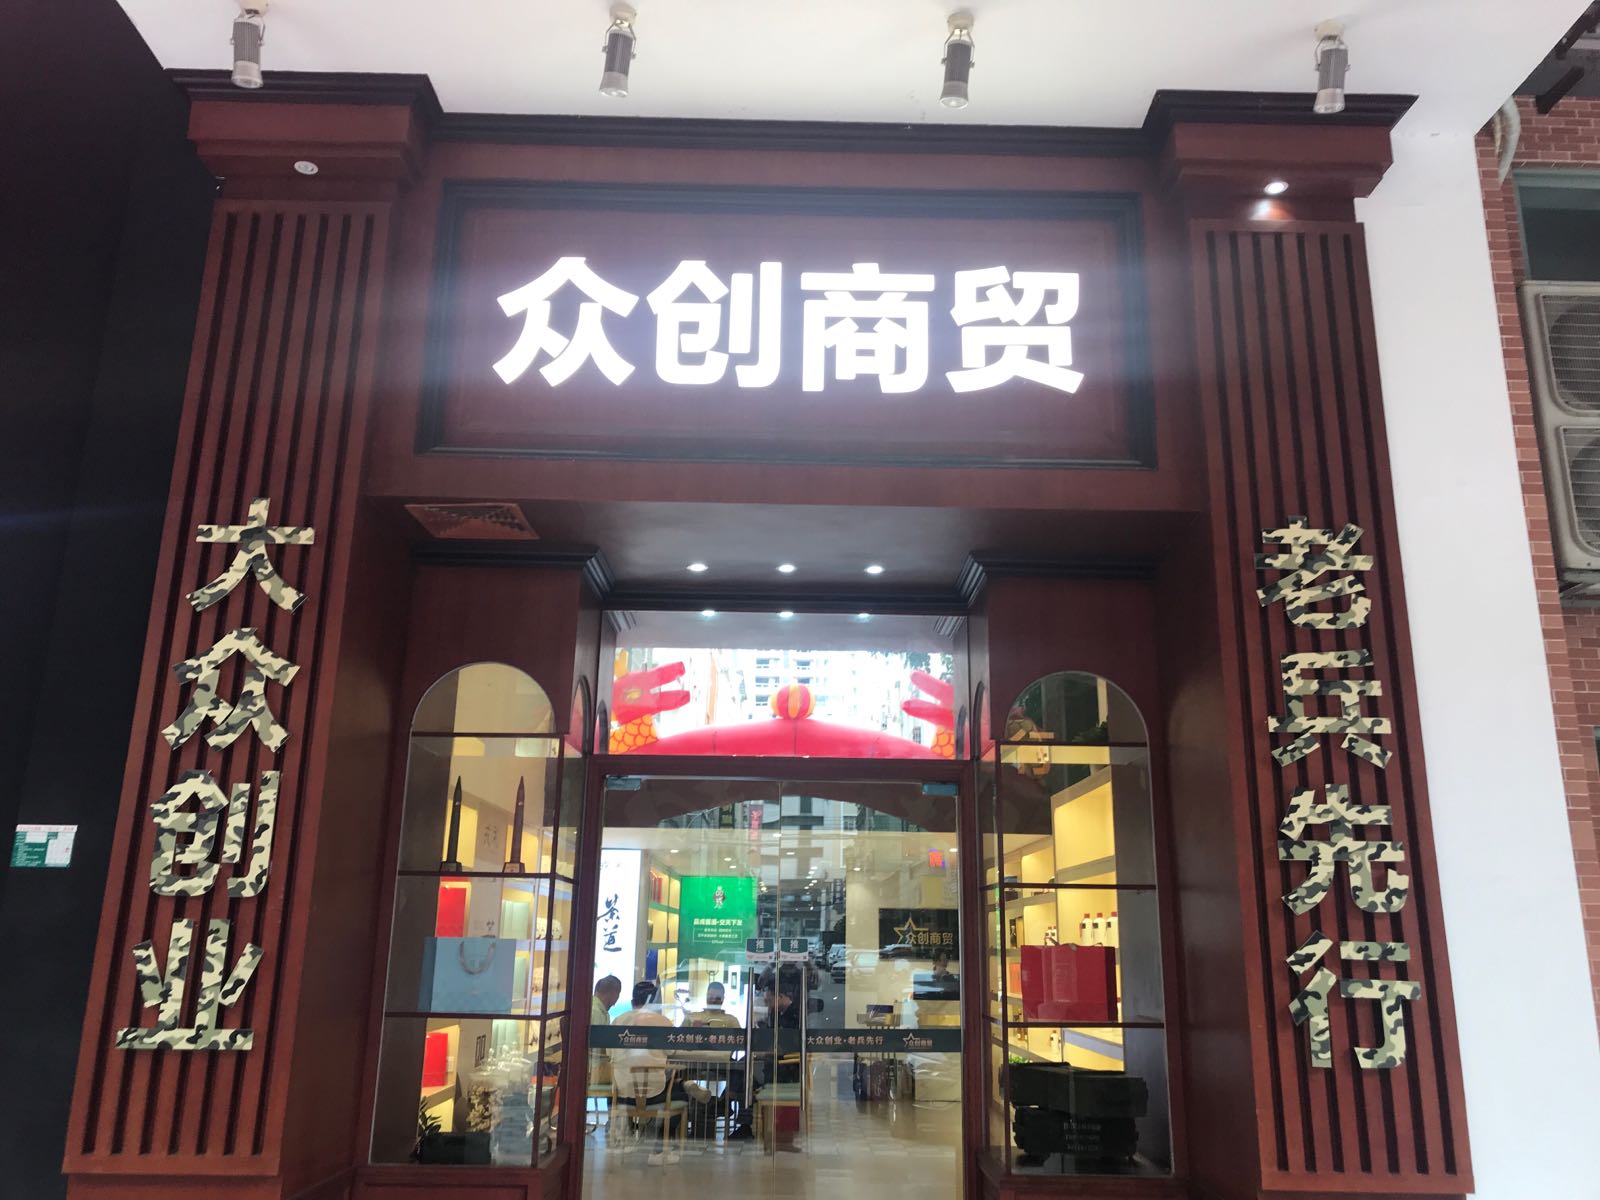 众创商贸
大众创业
老兵先行
茶道
众创商贸
推 推
众创商贸 大众创业·老兵先行 大众创业·老兵先行 众创商贸